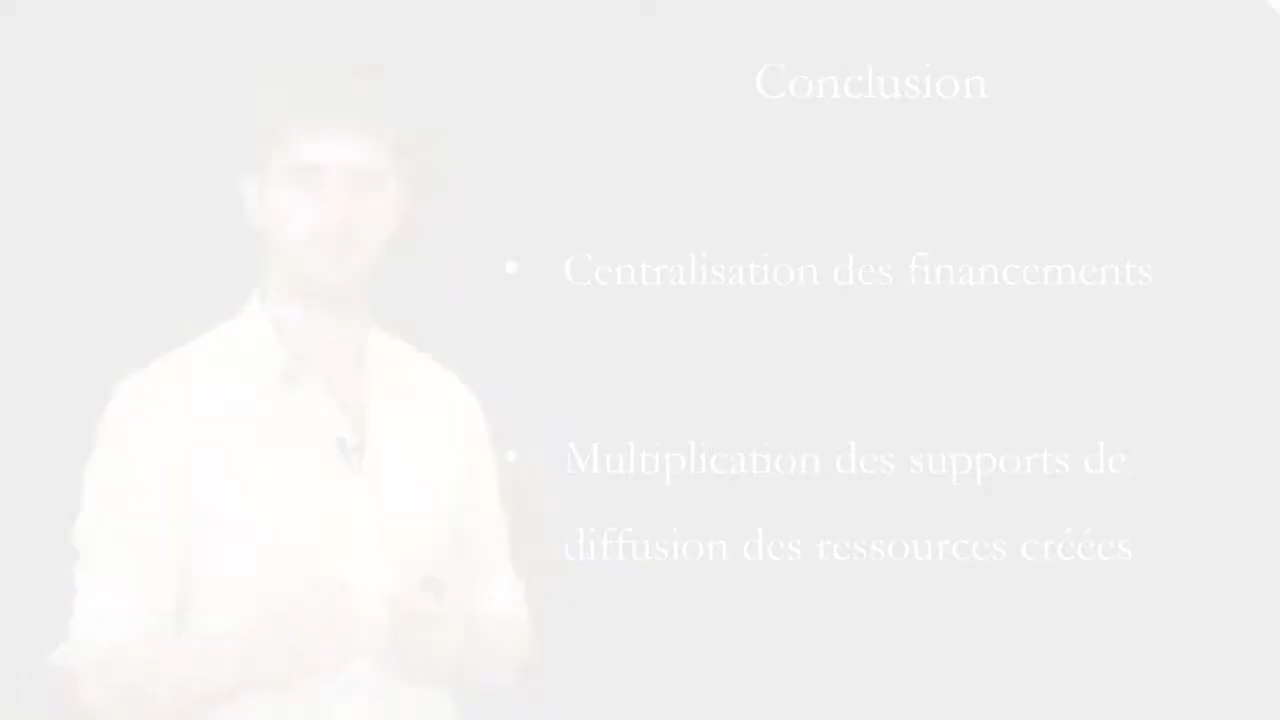 Conclusion
• Centralisation des financements
• Multiplication des supports de
diffusion des ressources créées